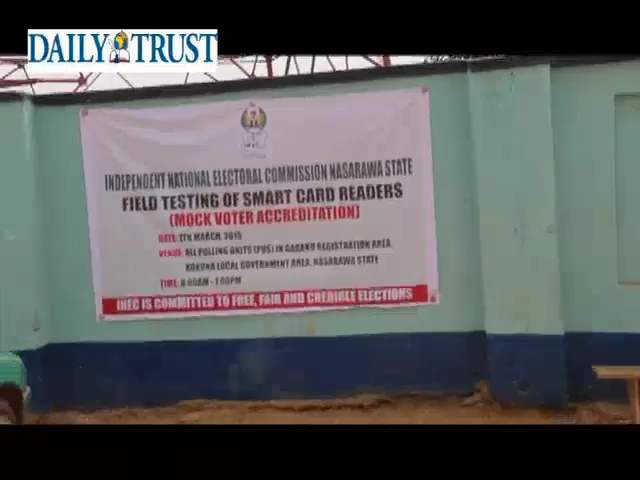 DAILY TRUST
INDEPENDENT NATIONAL ELECTORAL COMMISSION NASARAWA STATE
FIELD TESTING OF SMART CARD READERS
(MOCK VOTER ACCREDITATION)
DATE: 7TH MARCH, 2015
VENUE: ALL POLLING UNITS (PUS) IN GARAKU REGISTRATION AREA
KOKONA LOCAL GOVERNMENT AREA, NASARAWA STATE
TIME: 8:00AM - 1:00PM
INEC IS COMMITTED TO FREE, FAIR AND CREDIBLE ELECTIONS